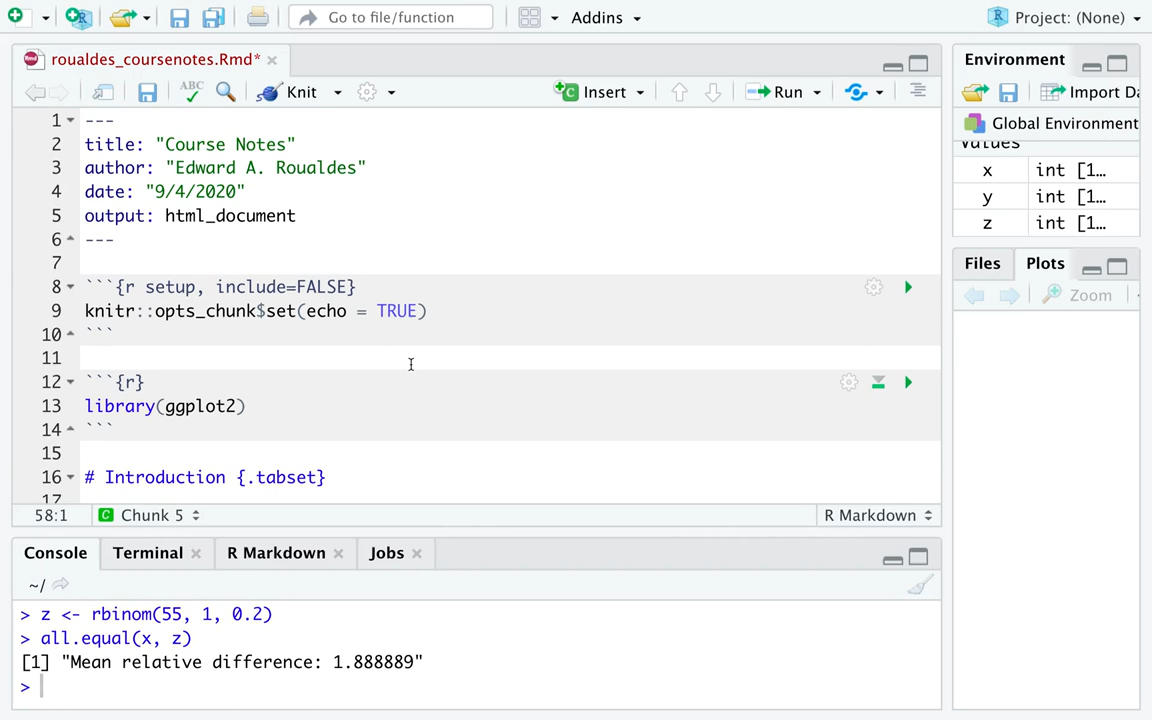 Go to file/function
Addins
Project: (None)
Rmd roualdes_coursenotes.Rmd*
Environment
ABC
Knit
Insert
Run
Import Da
Global Environment
Values
x int [1…
y int [1…
z int [1…
1 ---
2 title: "Course Notes"
3 author: "Edward A. Roualdes"
4 date: "9/4/2020"
5 output: html_document
6 ---
7
8 ```{r setup, include=FALSE}
9 knitr::opts_chunk$set(echo = TRUE)
10 ```
11
12 ```{r}
13 library(ggplot2)
14 ```
15
16 # Introduction {.tabset}
17
58:1 C Chunk 5
R Markdown
Files
Plots
Zoom
Console
Terminal
R Markdown
Jobs
~/
> z <- rbinom(55, 1, 0.2)
> all.equal(x, z)
[1] "Mean relative difference: 1.888889"
>